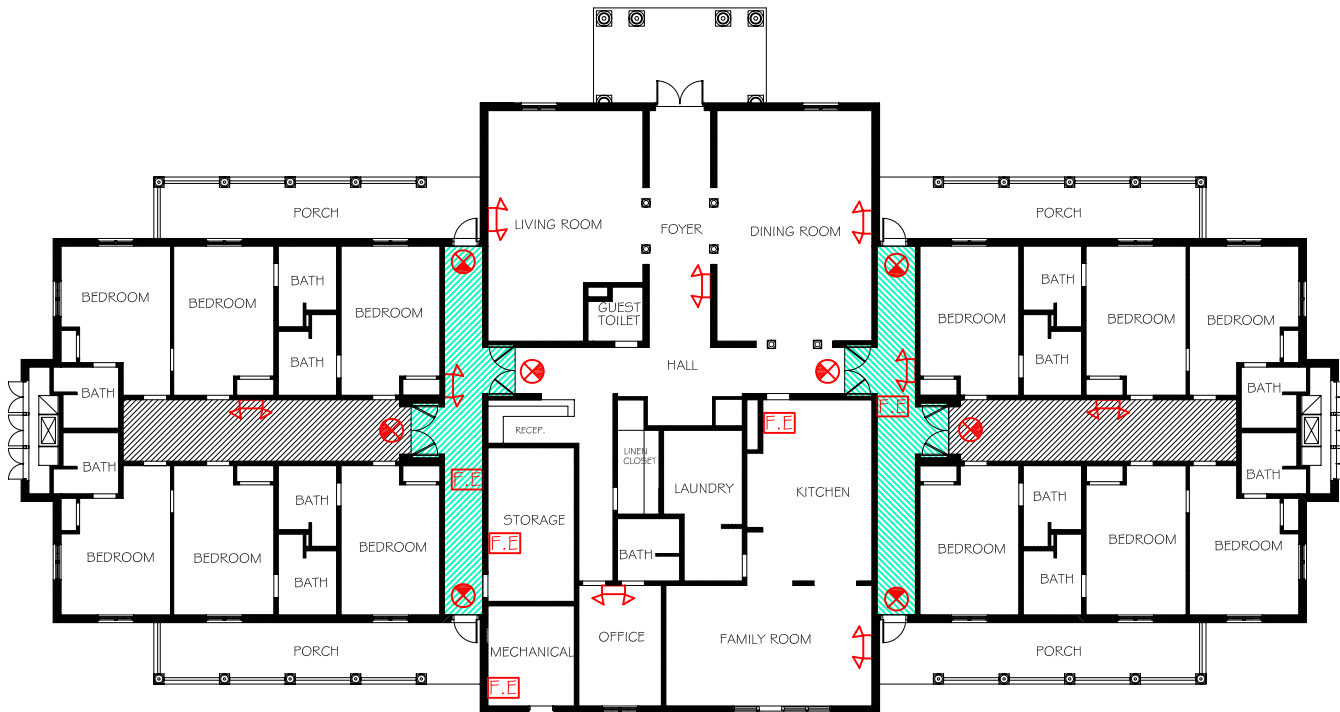 PORCH
PORCH
LIVING ROOM
FOYER
DINING ROOM
BATH
BATH
BEDROOM
BEDROOM
BEDROOM
GUEST
TOILET
BEDROOM
BEDROOM
BEDROOM
BATH
BATH
HALL
BATH
BATH
F.E
F.E
RECEP.
LINEN
CLOSET
BATH
BATH
F.E
LAUNDRY
KITCHEN
BATH
BATH
STORAGE
F.E
BEDROOM
BEDROOM
BEDROOM
BATH
BATH
BEDROOM
BEDROOM
BEDROOM
BATH
OFFICE
FAMILY ROOM
PORCH
MECHANICAL
PORCH
F.E